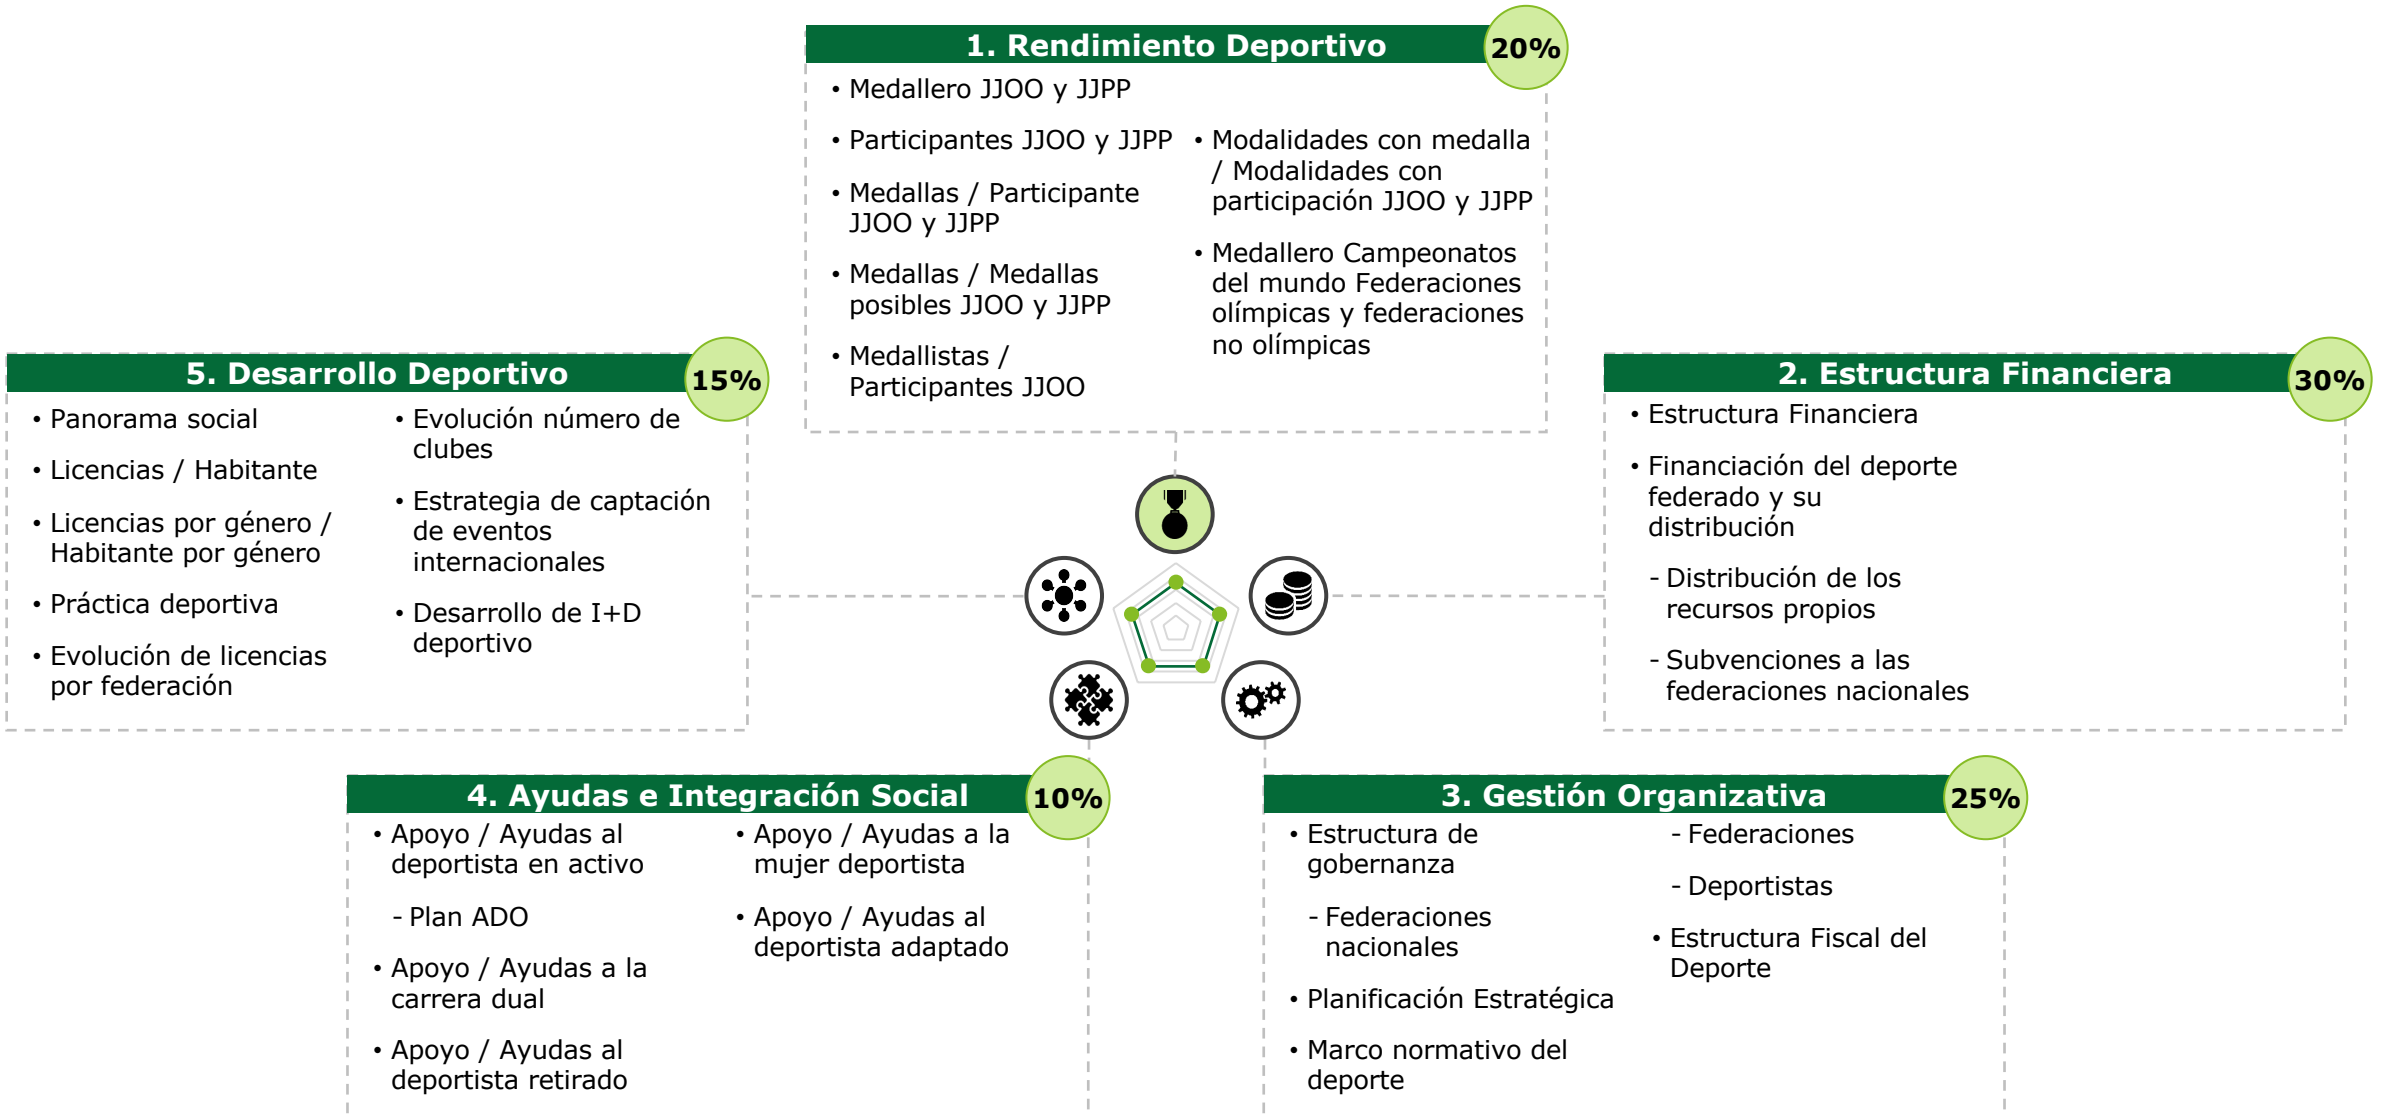 1. Rendimiento Deportivo
20%
• Medallero JJOO y JJPP
• Participantes JJOO y JJPP
• Medallas / Participante
JJOO y JJPP
• Medallas / Medallas
posibles JJOO y JJPP
• Medallistas /
Participantes JJOO
• Modalidades con medalla
/ Modalidades con
participación JJOO y JJPP
• Medallero Campeonatos
del mundo Federaciones
olímpicas y federaciones
no olímpicas
5. Desarrollo Deportivo
15%
• Panorama social
• Licencias / Habitante
• Licencias por género /
Habitante por género
• Práctica deportiva
• Evolución de licencias
por federación
• Evolución número de
clubes
• Estrategia de captación
de eventos
internacionales
• Desarrollo de I+D
deportivo
2. Estructura Financiera
30%
• Estructura Financiera
• Financiación del deporte
federado y su
distribución
- Distribución de los
recursos propios
- Subvenciones a las
federaciones nacionales
4. Ayudas e Integración Social
10%
• Apoyo / Ayudas al
deportista en activo
- Plan ADO
• Apoyo / Ayudas a la
carrera dual
• Apoyo / Ayudas al
deportista retirado
• Apoyo / Ayudas a la
mujer deportista
• Apoyo / Ayudas al
deportista adaptado
3. Gestión Organizativa
25%
• Estructura de
gobernanza
- Federaciones
nacionales
• Planificación Estratégica
• Marco normativo del
deporte
- Federaciones
- Deportistas
• Estructura Fiscal del
Deporte